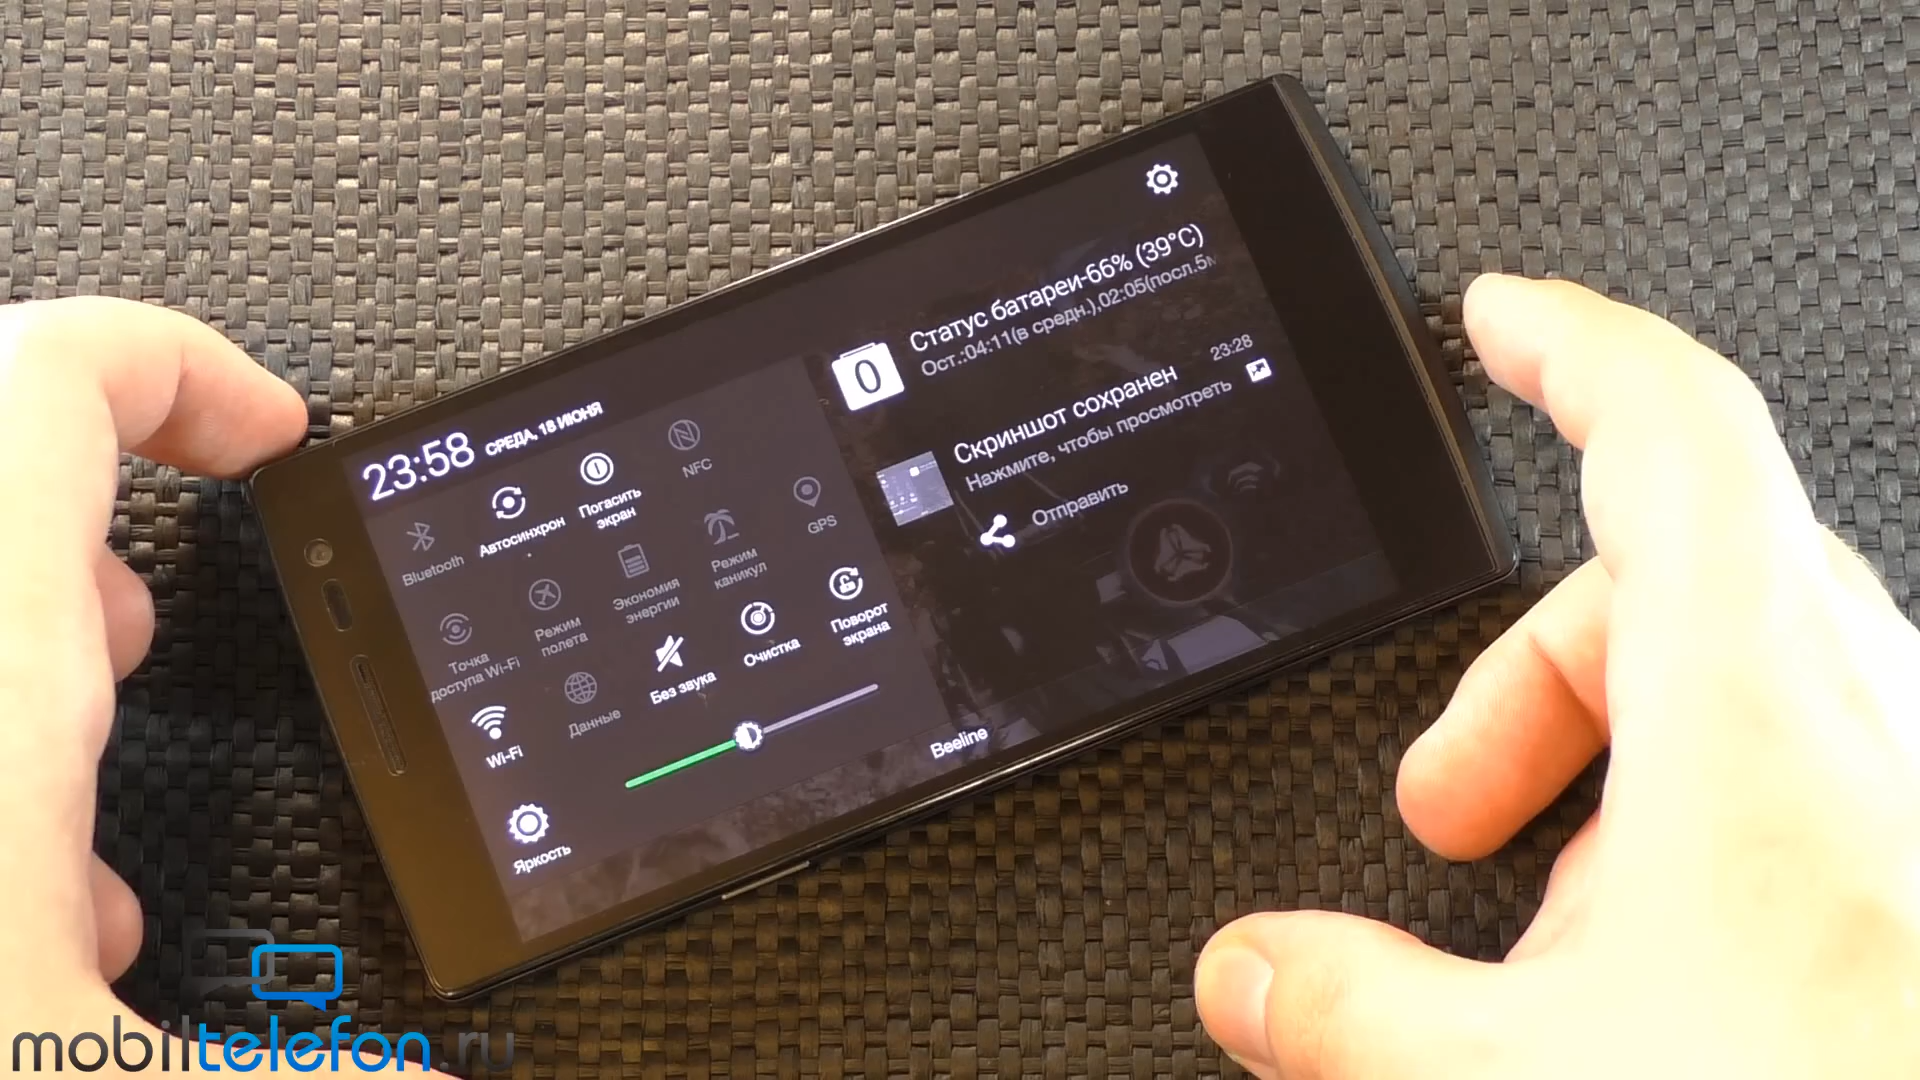 23:58 СРЕДА, 18 ИЮНЯ
Bluetooth
Автосинхрон
Погасить
экран
NFC
Точка
доступа Wi-Fi
Режим
полета
Экономия
энергии
Режим
каникул
GPS
Wi-Fi
Данные
Без звука
Очистка
Поворот
экрана
Яркость
0
Статус батареи-66% (39°C)
Ост.:04:11(в средн.),02:05(посл.5м
Скриншот сохранен
23:28
Нажмите, чтобы просмотреть
Отправить
Beeline
mobiltelefon.ru